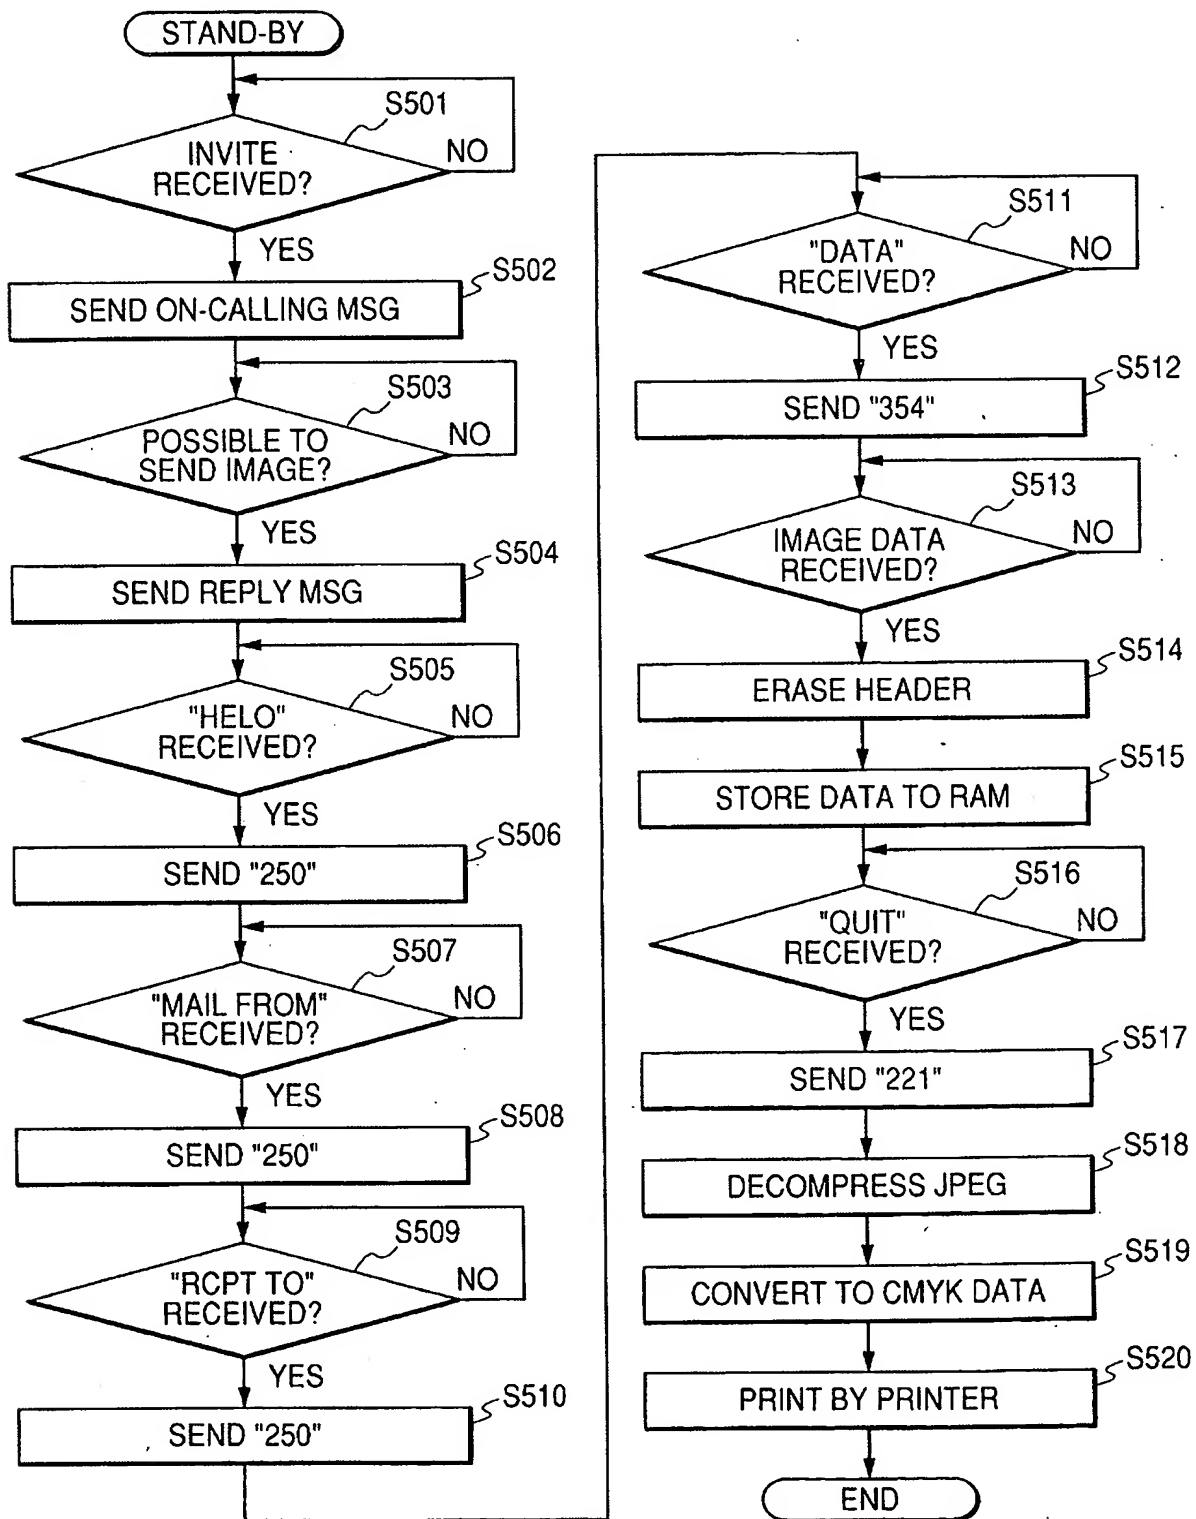 STAND-BY
S501
INVITE
RECEIVED?
NO
YES
S502
SEND ON-CALLING MSG
S503
POSSIBLE TO
SEND IMAGE?
NO
YES
S504
SEND REPLY MSG
S505
"HELO"
RECEIVED?
NO
YES
S506
SEND "250"
S507
"MAIL FROM"
RECEIVED?
NO
YES
S508
SEND "250"
S509
"RCPT TO"
RECEIVED?
NO
YES
S510
SEND "250"
S511
"DATA"
RECEIVED?
NO
YES
S512
SEND "354"
S513
IMAGE DATA
RECEIVED?
NO
YES
S514
ERASE HEADER
S515
STORE DATA TO RAM
S516
"QUIT"
RECEIVED?
NO
YES
S517
SEND "221"
S518
DECOMPRESS JPEG
S519
CONVERT TO CMYK DATA
S520
PRINT BY PRINTER
END